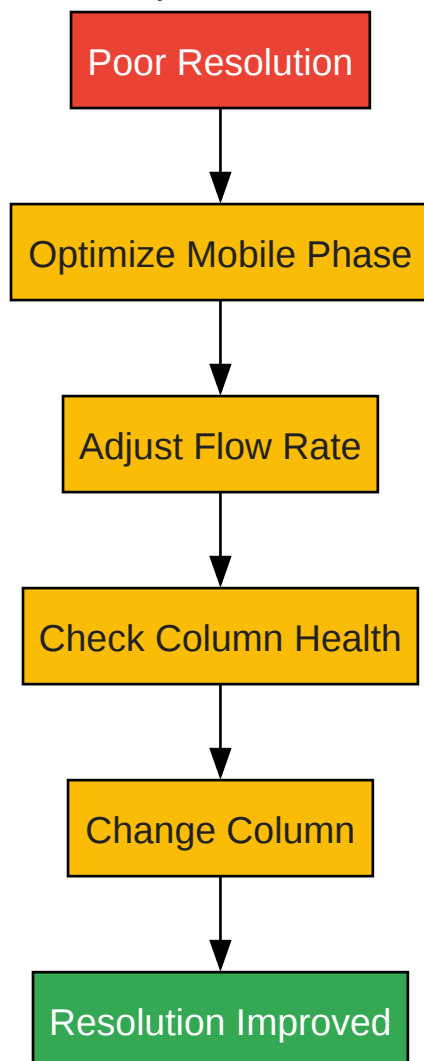 Poor Resolution
Optimize Mobile Phase
Adjust Flow Rate
Check Column Health
Change Column
Resolution Improved